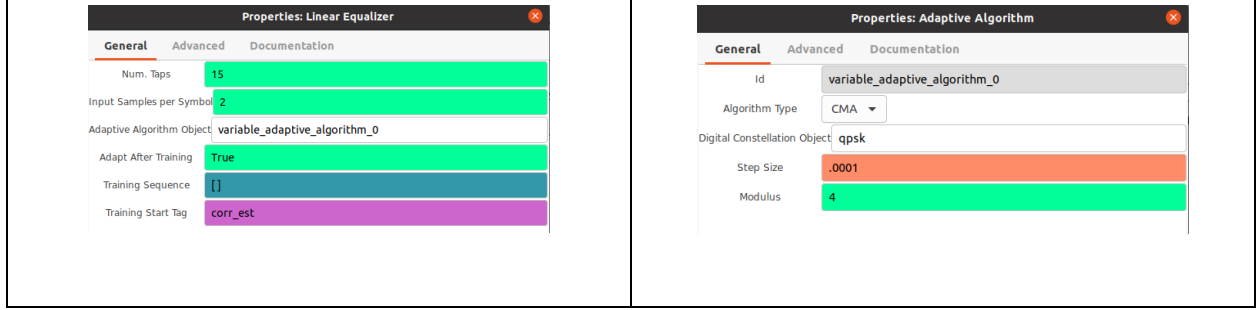 Properties: Linear Equalizer
General Advanced Documentation
Num. Taps 15
Input Samples per Symbol 2
Adaptive Algorithm Object variable_adaptive_algorithm_0
Adapt After Training True
Training Sequence []
Training Start Tag corr_est
Properties: Adaptive Algorithm
General Advanced Documentation
Id variable_adaptive_algorithm_0
Algorithm Type CMA
Digital Constellation Object qpsk
Step Size .0001
Modulus 4